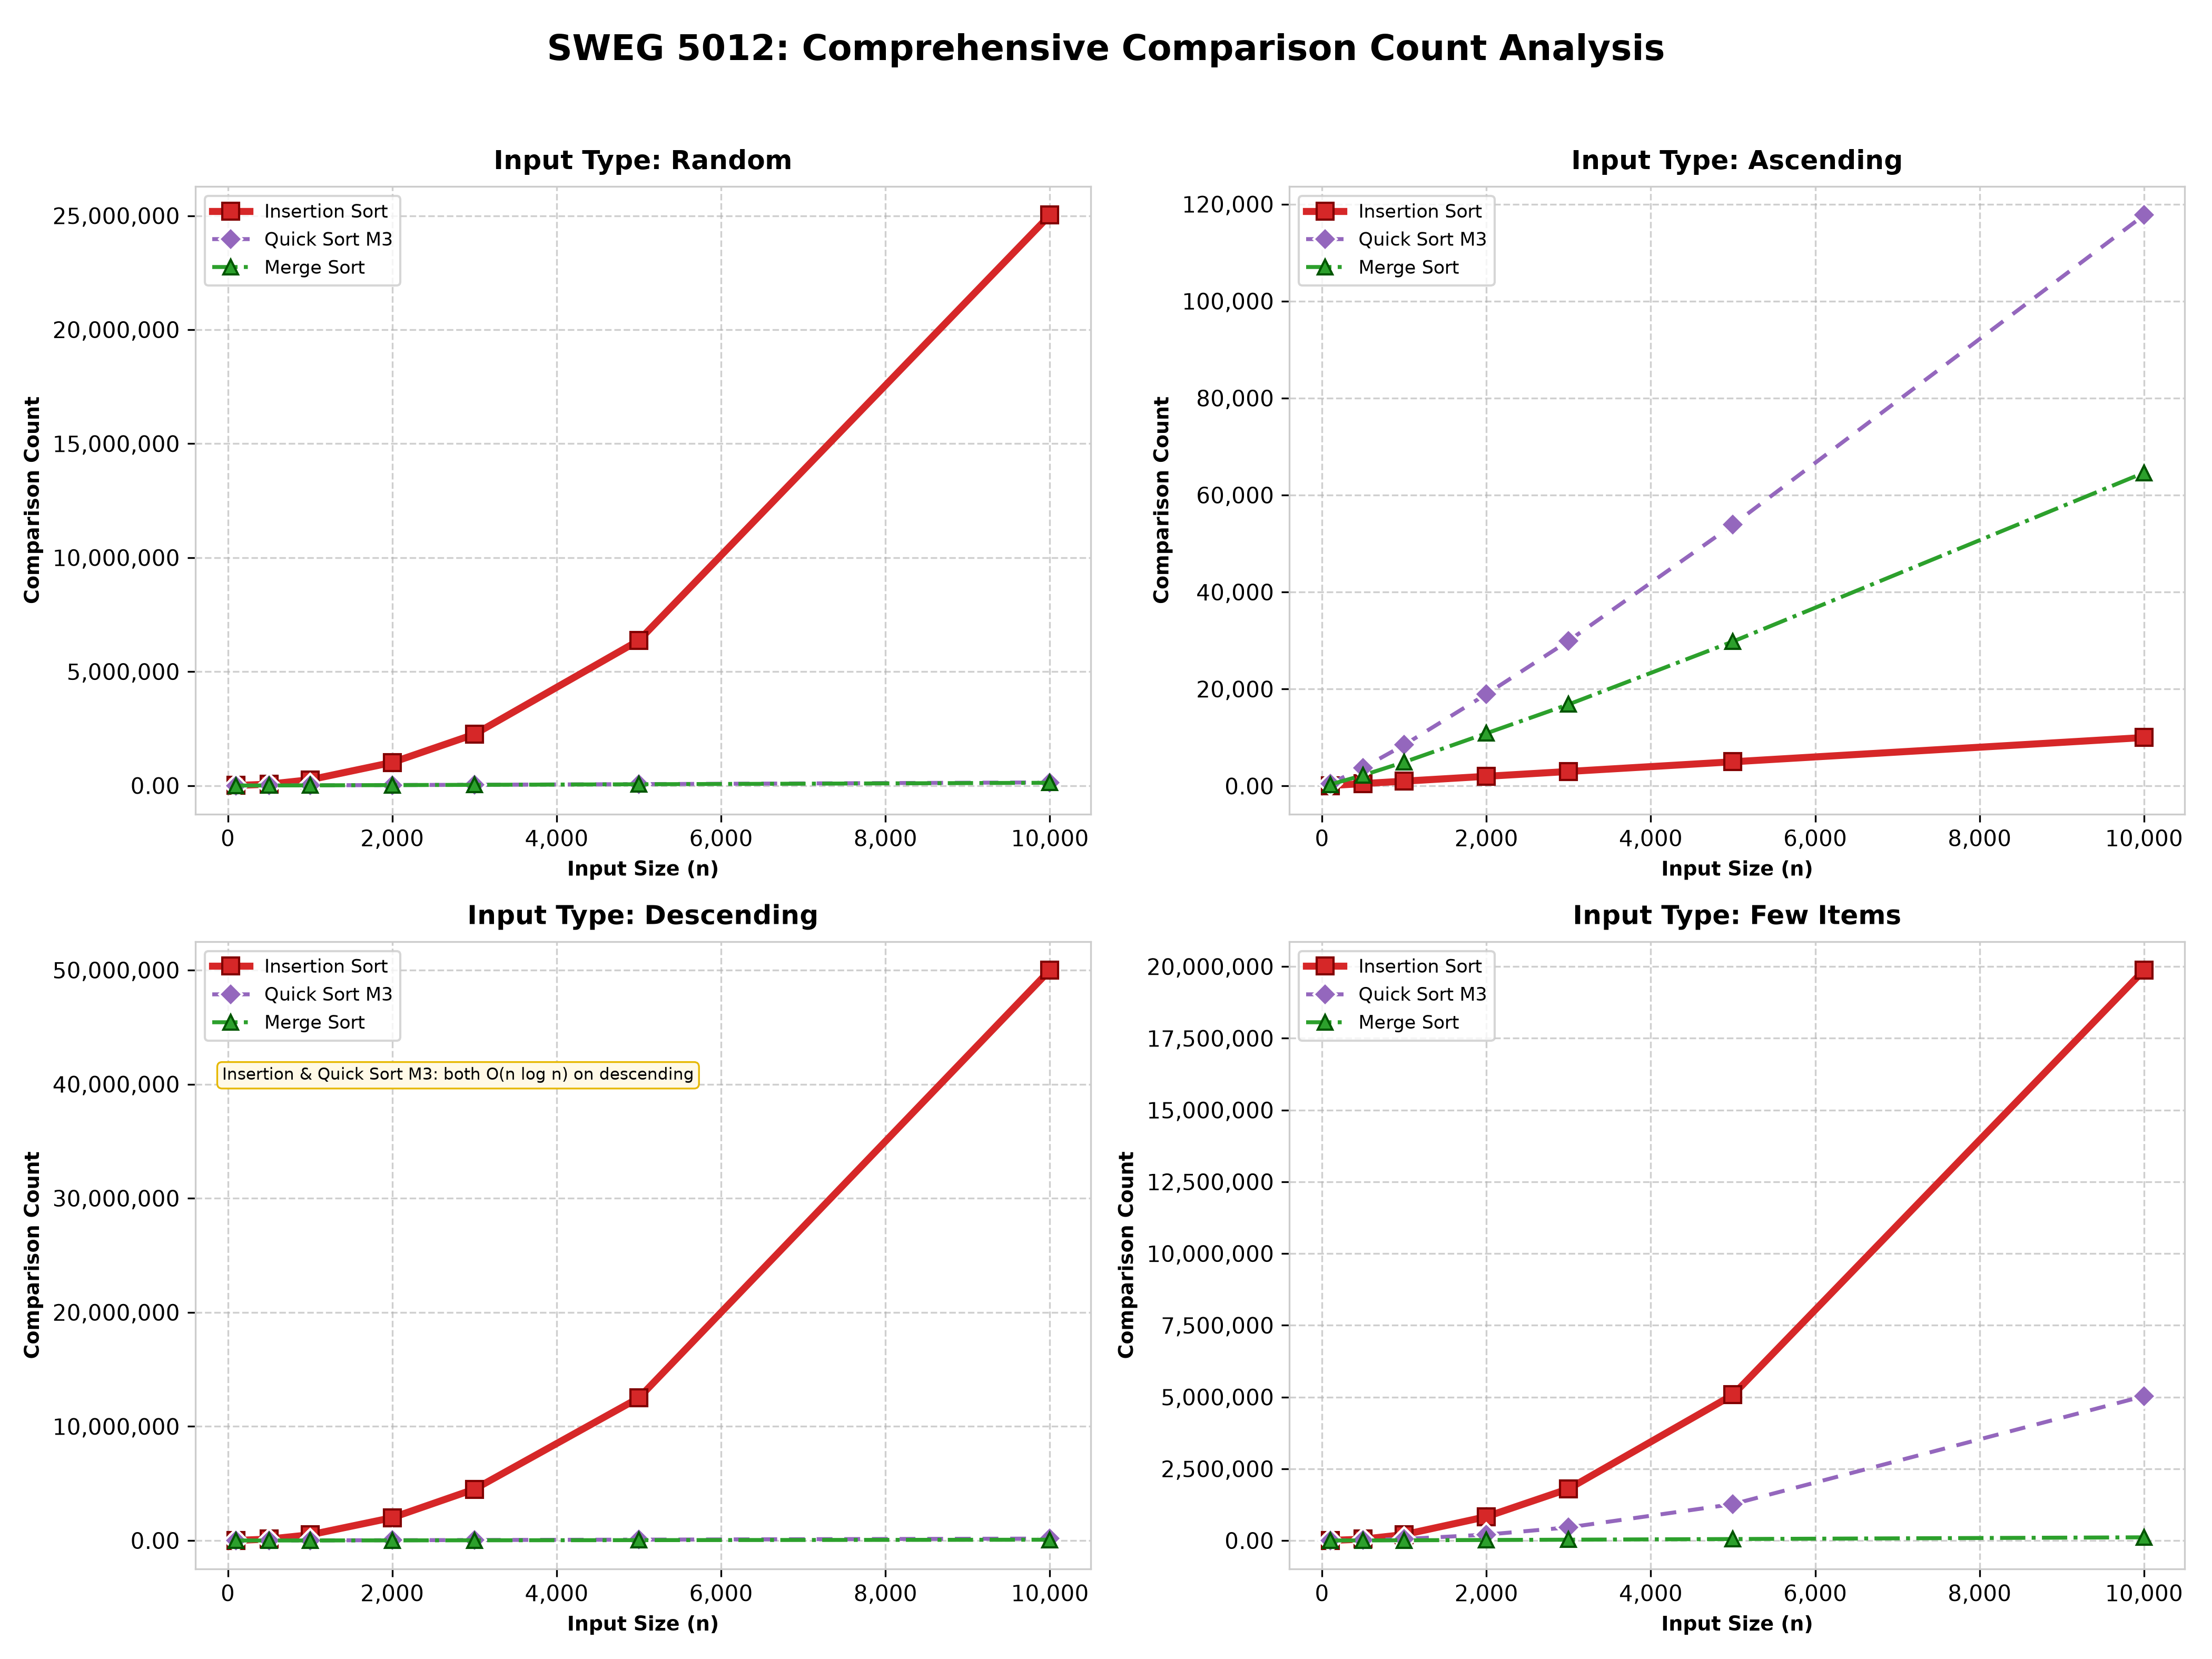 SWEG 5012: Comprehensive Comparison Count Analysis
Input Type: Random
Comparison Count
25,000,000
20,000,000
15,000,000
10,000,000
5,000,000
0.00
Insertion Sort
Quick Sort M3
Merge Sort
0 2,000 4,000 6,000 8,000 10,000
Input Size (n)
Input Type: Ascending
Comparison Count
120,000
100,000
80,000
60,000
40,000
20,000
0.00
Insertion Sort
Quick Sort M3
Merge Sort
0 2,000 4,000 6,000 8,000 10,000
Input Size (n)
Input Type: Descending
Comparison Count
50,000,000
40,000,000
30,000,000
20,000,000
10,000,000
0.00
Insertion Sort
Quick Sort M3
Merge Sort
Insertion & Quick Sort M3: both O(n log n) on descending
0 2,000 4,000 6,000 8,000 10,000
Input Size (n)
Input Type: Few Items
Comparison Count
20,000,000
17,500,000
15,000,000
12,500,000
10,000,000
7,500,000
5,000,000
2,500,000
0.00
Insertion Sort
Quick Sort M3
Merge Sort
0 2,000 4,000 6,000 8,000 10,000
Input Size (n)